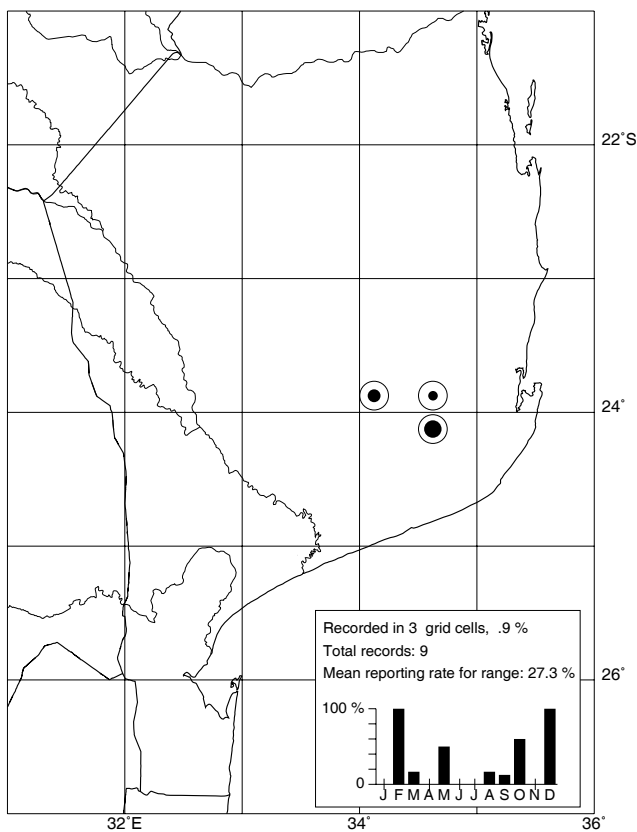 22˚S
24˚
Recorded in 3 grid cells, .9 %
Total records: 9
Mean reporting rate for range: 27.3 %
26˚
100 %
0
J F M A M J J A S O N D
32˚E
34˚
36˚